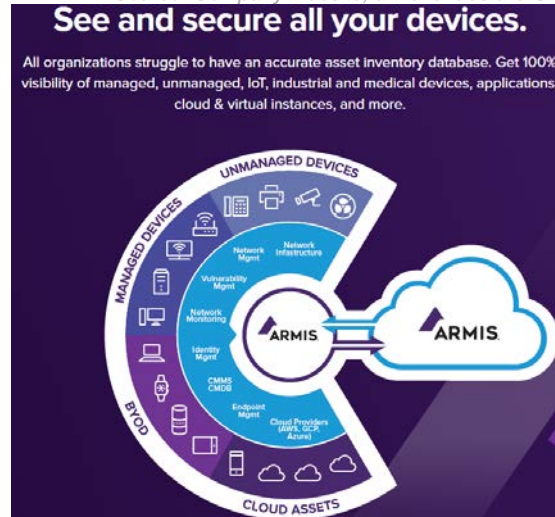 See and secure all your devices.
All organizations struggle to have an accurate asset inventory database. Get 100%
visibility of managed, unmanaged, IoT, industrial and medical devices, applications
cloud & virtual instances, and more.
UNMANAGED DEVICES
MANAGED DEVICES
BYOD
CLOUD ASSETS
Network
Mgmt
Network
Infastructure
Vulnerability
Mgmt
Network
Monitoring
Identity
Mgmt
CMMS
CMDB
Endpoint
Mgmt
Cloud Providers
(AWS, GCP,
Azure)
ARMIS
ARMIS